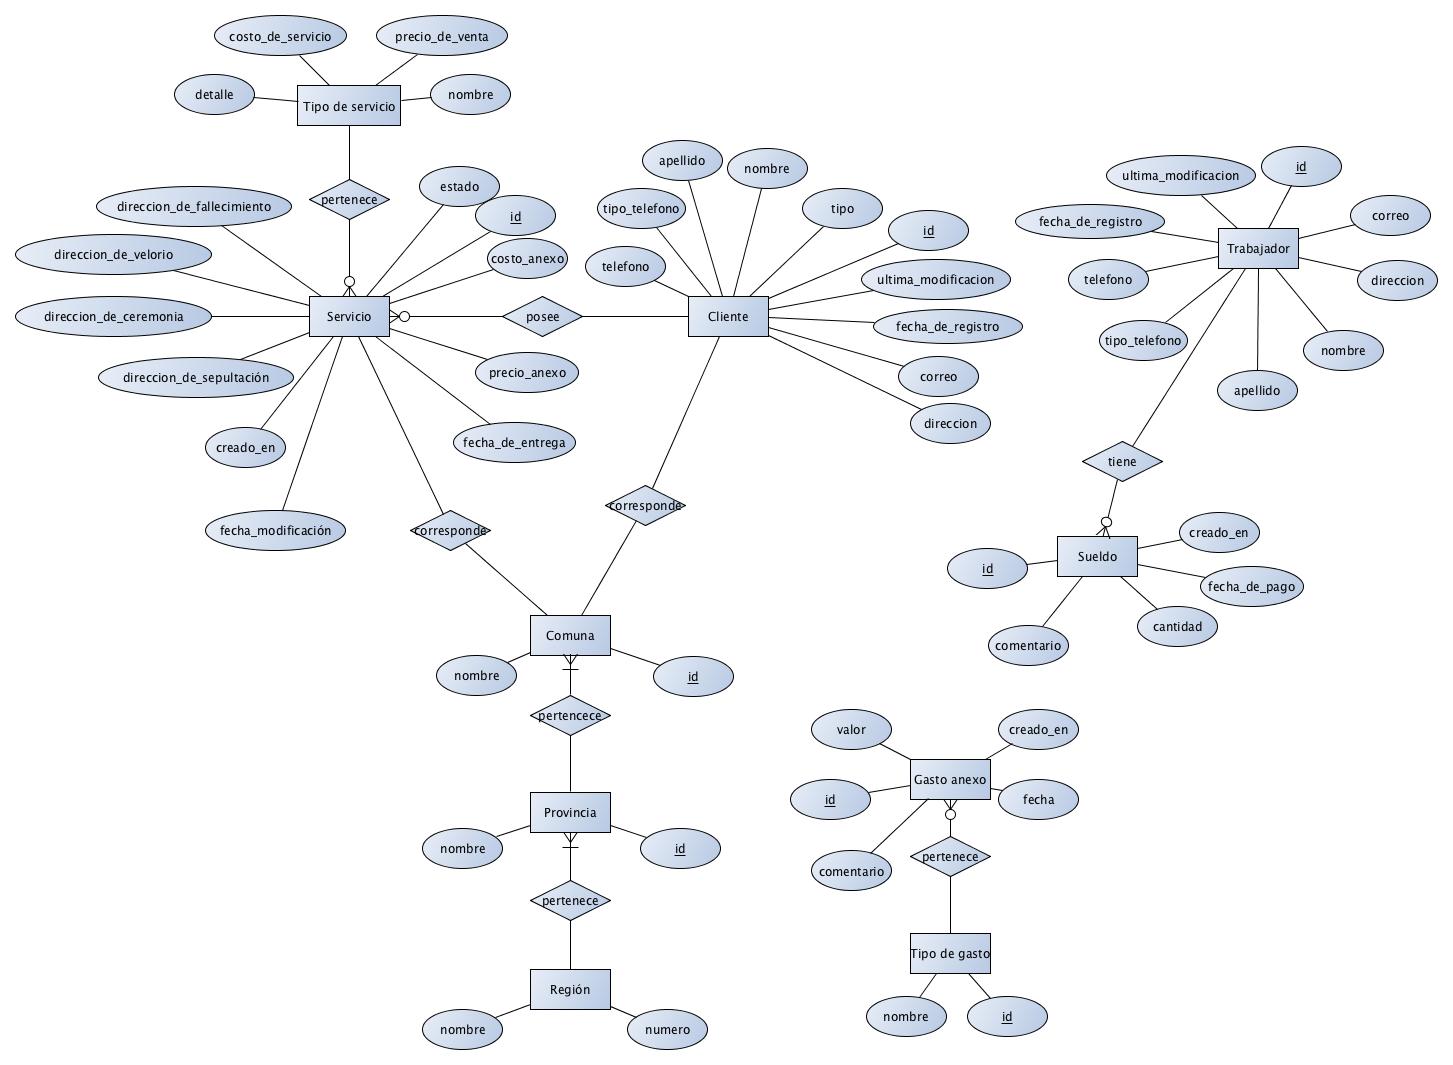 costo_de_servicio
precio_de_venta
detalle
nombre
Tipo de servicio
pertenece
estado
id
costo_anexo
direccion_de_fallecimiento
direccion_de_velorio
direccion_de_ceremonia
direccion_de_sepultación
Servicio
creado_en
fecha_modificación
precio_anexo
fecha_de_entrega
posee
apellido
nombre
tipo_telefono
tipo
telefono
id
ultima_modificacion
fecha_de_registro
Cliente
correo
direccion
corresponde
corresponde
Comuna
nombre
id
pertencece
Provincia
nombre
id
pertenece
Región
nombre
numero
ultima_modificacion
id
fecha_de_registro
correo
Trabajador
telefono
direccion
tipo_telefono
nombre
apellido
tiene
Sueldo
creado_en
id
fecha_de_pago
cantidad
comentario
valor
creado_en
Gasto anexo
id
fecha
comentario
pertenece
Tipo de gasto
nombre
id